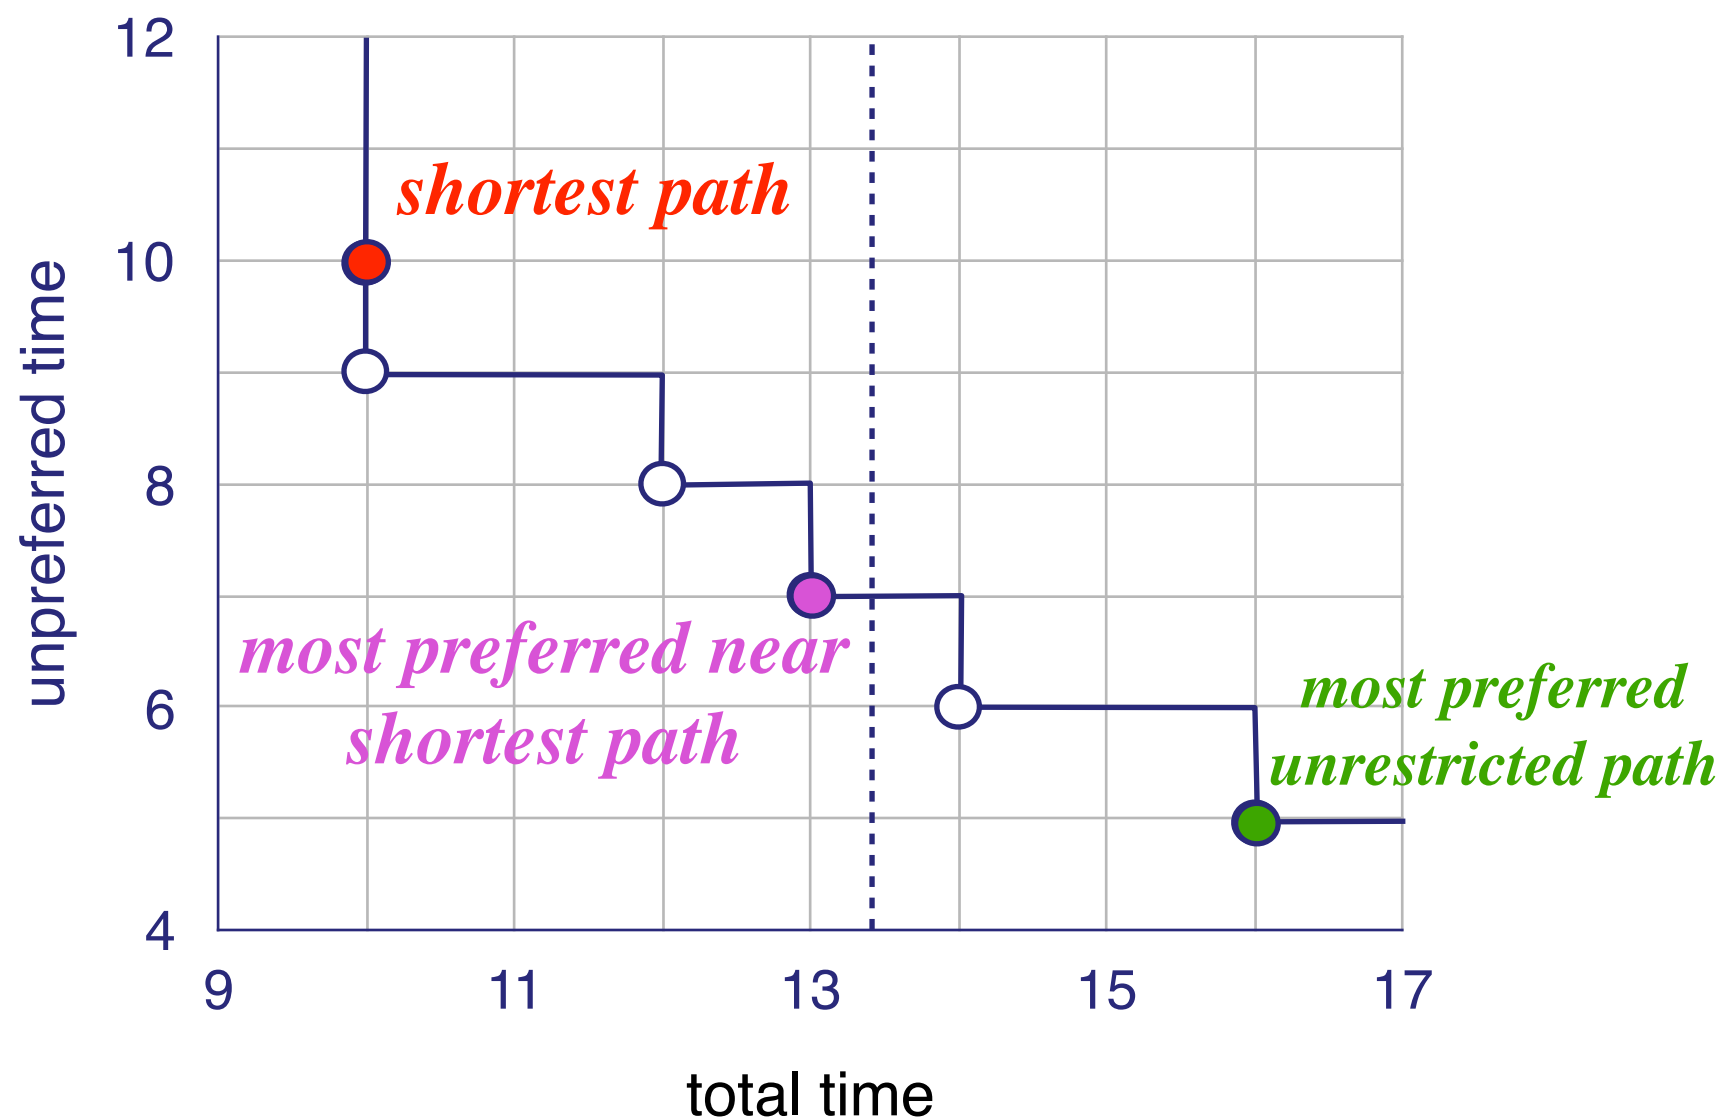 12
shortest path
10
unpreferred time
8
most preferred near
shortest path
6
most preferred
unrestricted path
4
9 11 13 15 17
total time